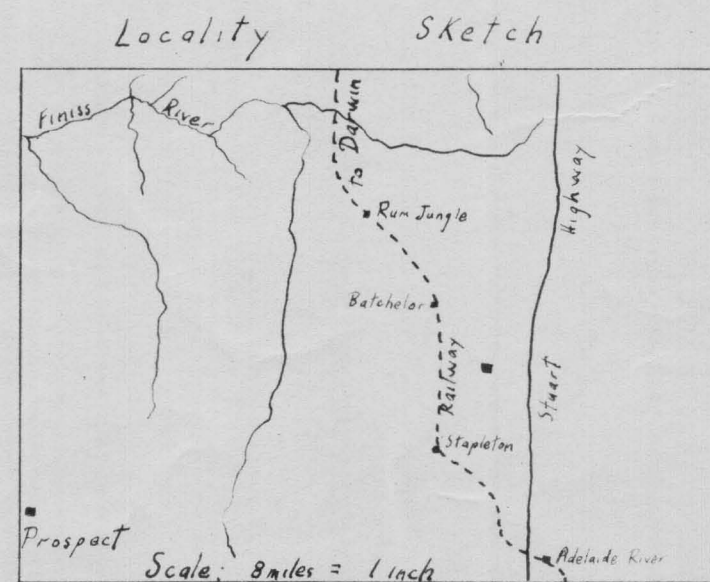 Locality Sketch
Finiss River
to Darwin
Rum Jungle
Highway
Batchelor
Railway
Stuart
Stapleton
Prospect
Adelaide River
Scale: 8 miles = 1 inch